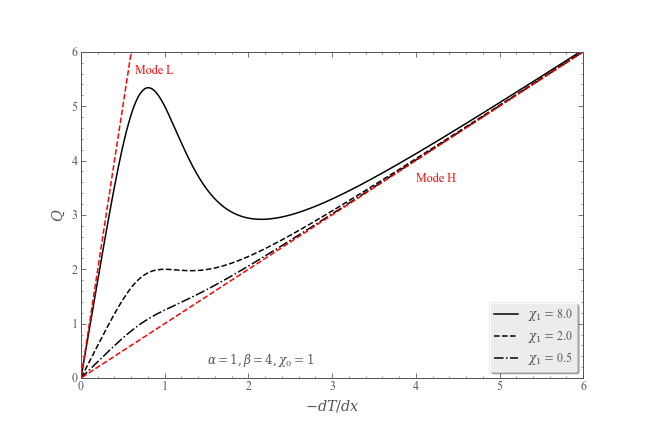 6
5
4
3
2
1
0
Q
Mode L
Mode H
α = 1, β = 4, χ₀ = 1
χ₁ = 8.0
χ₁ = 2.0
χ₁ = 0.5
0 1 2 3 4 5 6
−dT/dx